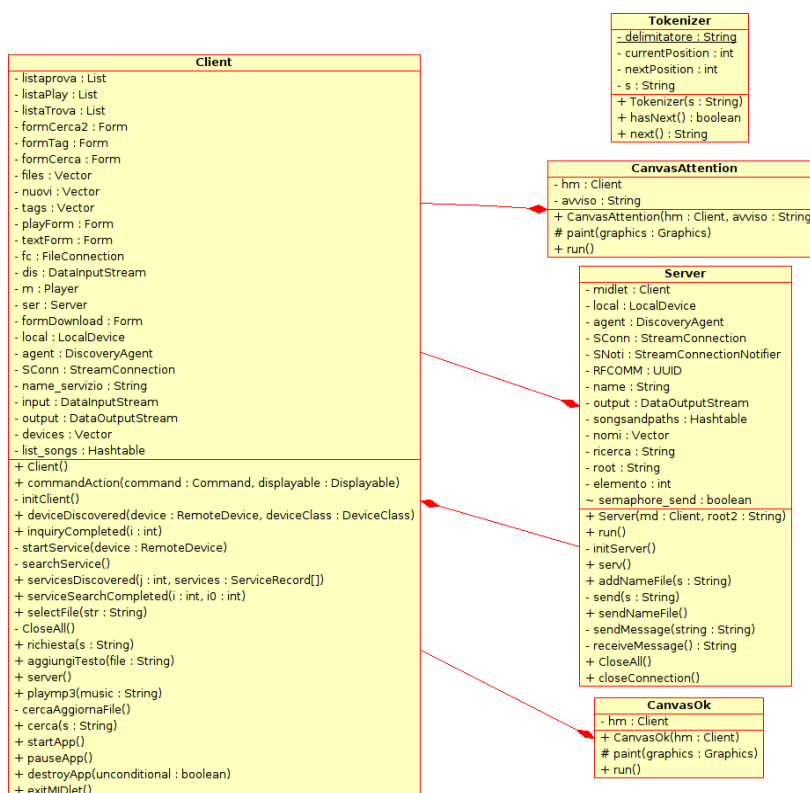 Client
- listaprova : List
- listaPlay : List
- listaTrova : List
- formCerca2 : Form
- formTag : Form
- formCerca : Form
- files : Vector
- nuovi : Vector
- tags : Vector
- playForm : Form
- textForm : Form
- fc : FileConnection
- dis : DataInputStream
- m : Player
- ser : Server
- formDownload : Form
- local : LocalDevice
- agent : DiscoveryAgent
- SConn : StreamConnection
- name_servizio : String
- input : DataInputStream
- output : DataOutputStream
- devices : Vector
- list_songs : Hashtable
+ Client()
+ commandAction(command : Command, displayable : Displayable)
- initClient()
+ deviceDiscovered(device : RemoteDevice, deviceClass : DeviceClass)
+ inquiryCompleted(i : int)
- startService(device : RemoteDevice)
- searchService()
+ servicesDiscovered(j : int, services : ServiceRecord[])
+ serviceSearchCompleted(i : int, i0 : int)
+ selectFile(str : String)
- CloseAll()
+ richiesta(s : String)
+ aggiungiTesto(file : String)
+ server()
+ playmp3(music : String)
- cercaAggiornaFile()
+ cerca(s : String)
+ startApp()
+ pauseApp()
+ destroyApp(unconditional : boolean)
+ exitMIDlet()
Tokenizer
- delimitatore : String
- currentPosition : int
- nextPosition : int
- s : String
+ Tokenizer(s : String)
+ hasNext() : boolean
+ next() : String
CanvasAttention
- hm : Client
- avviso : String
+ CanvasAttention(hm : Client, avviso : String
# paint(graphics : Graphics)
+ run()
Server
- midlet : Client
- local : LocalDevice
- agent : DiscoveryAgent
- SConn : StreamConnection
- SNoti : StreamConnectionNotifier
- RFCOMM : UUID
- name : String
- output : DataOutputStream
- songsandpaths : Hashtable
- nomi : Vector
- ricerca : String
- root : String
- elemento : int
~ semaphore_send : boolean
+ Server(md : Client, root2 : String)
+ run()
- initServer()
+ serv()
+ addNameFile(s : String)
- send(s : String)
+ sendNameFile()
- sendMessage(string : String)
- receiveMessage() : String
+ CloseAll()
+ closeConnection()
CanvasOk
- hm : Client
+ CanvasOk(hm : Client)
# paint(graphics : Graphics)
+ run()